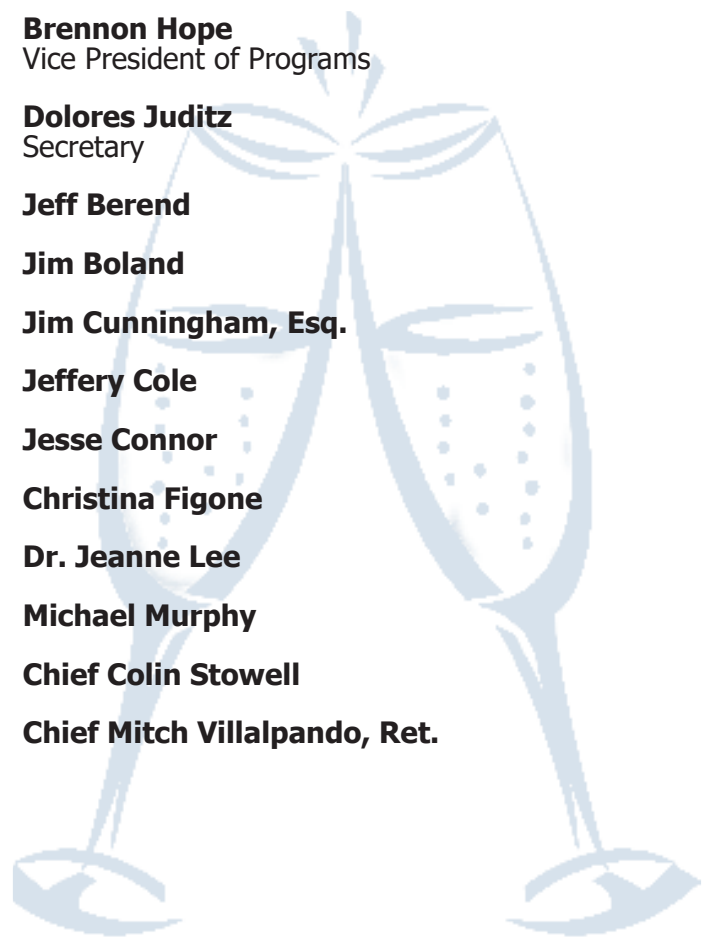 Brennon Hope
Vice President of Programs
Dolores Juditz
Secretary
Jeff Berend
Jim Boland
Jim Cunningham, Esq.
Jeffery Cole
Jesse Connor
Christina Figone
Dr. Jeanne Lee
Michael Murphy
Chief Colin Stowell
Chief Mitch Villalpando, Ret.